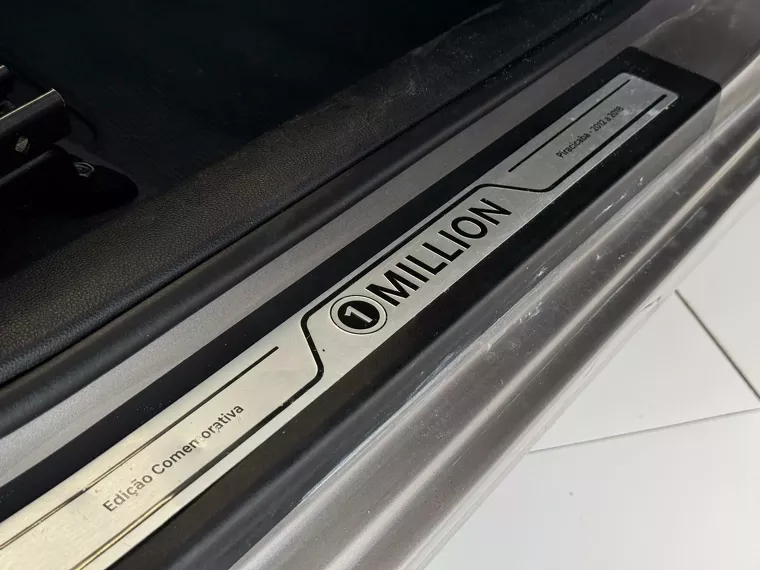 Edição Comemorativa
1 MILLION
Piracicaba - 2012 a 2018